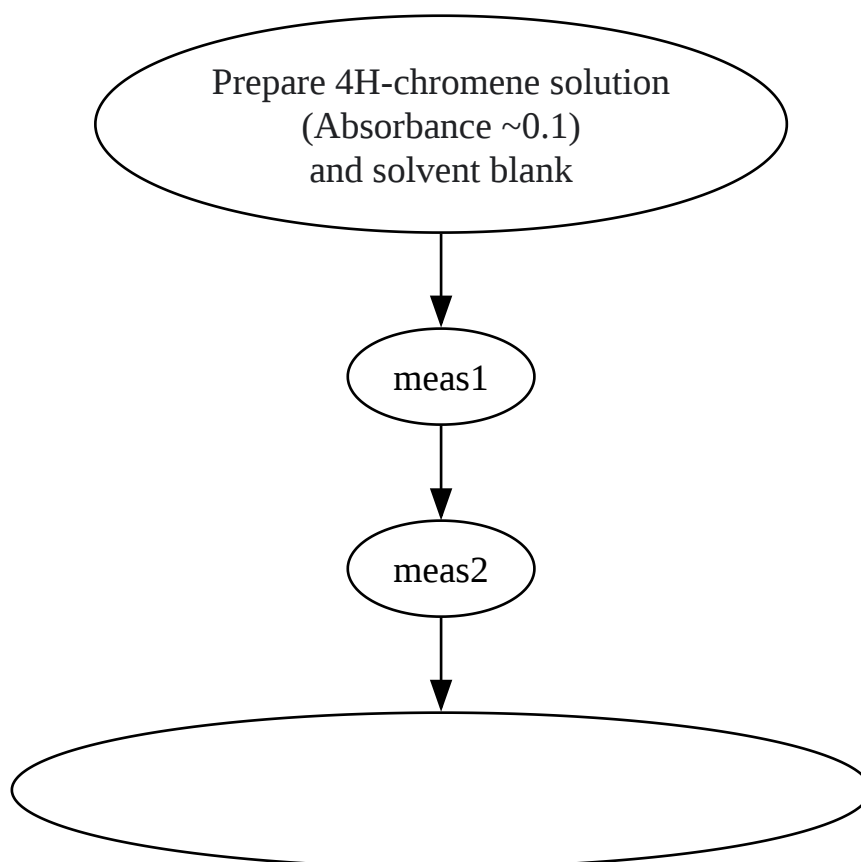 Prepare 4H-chromene solution
(Absorbance ~0.1)
and solvent blank
meas1
meas2